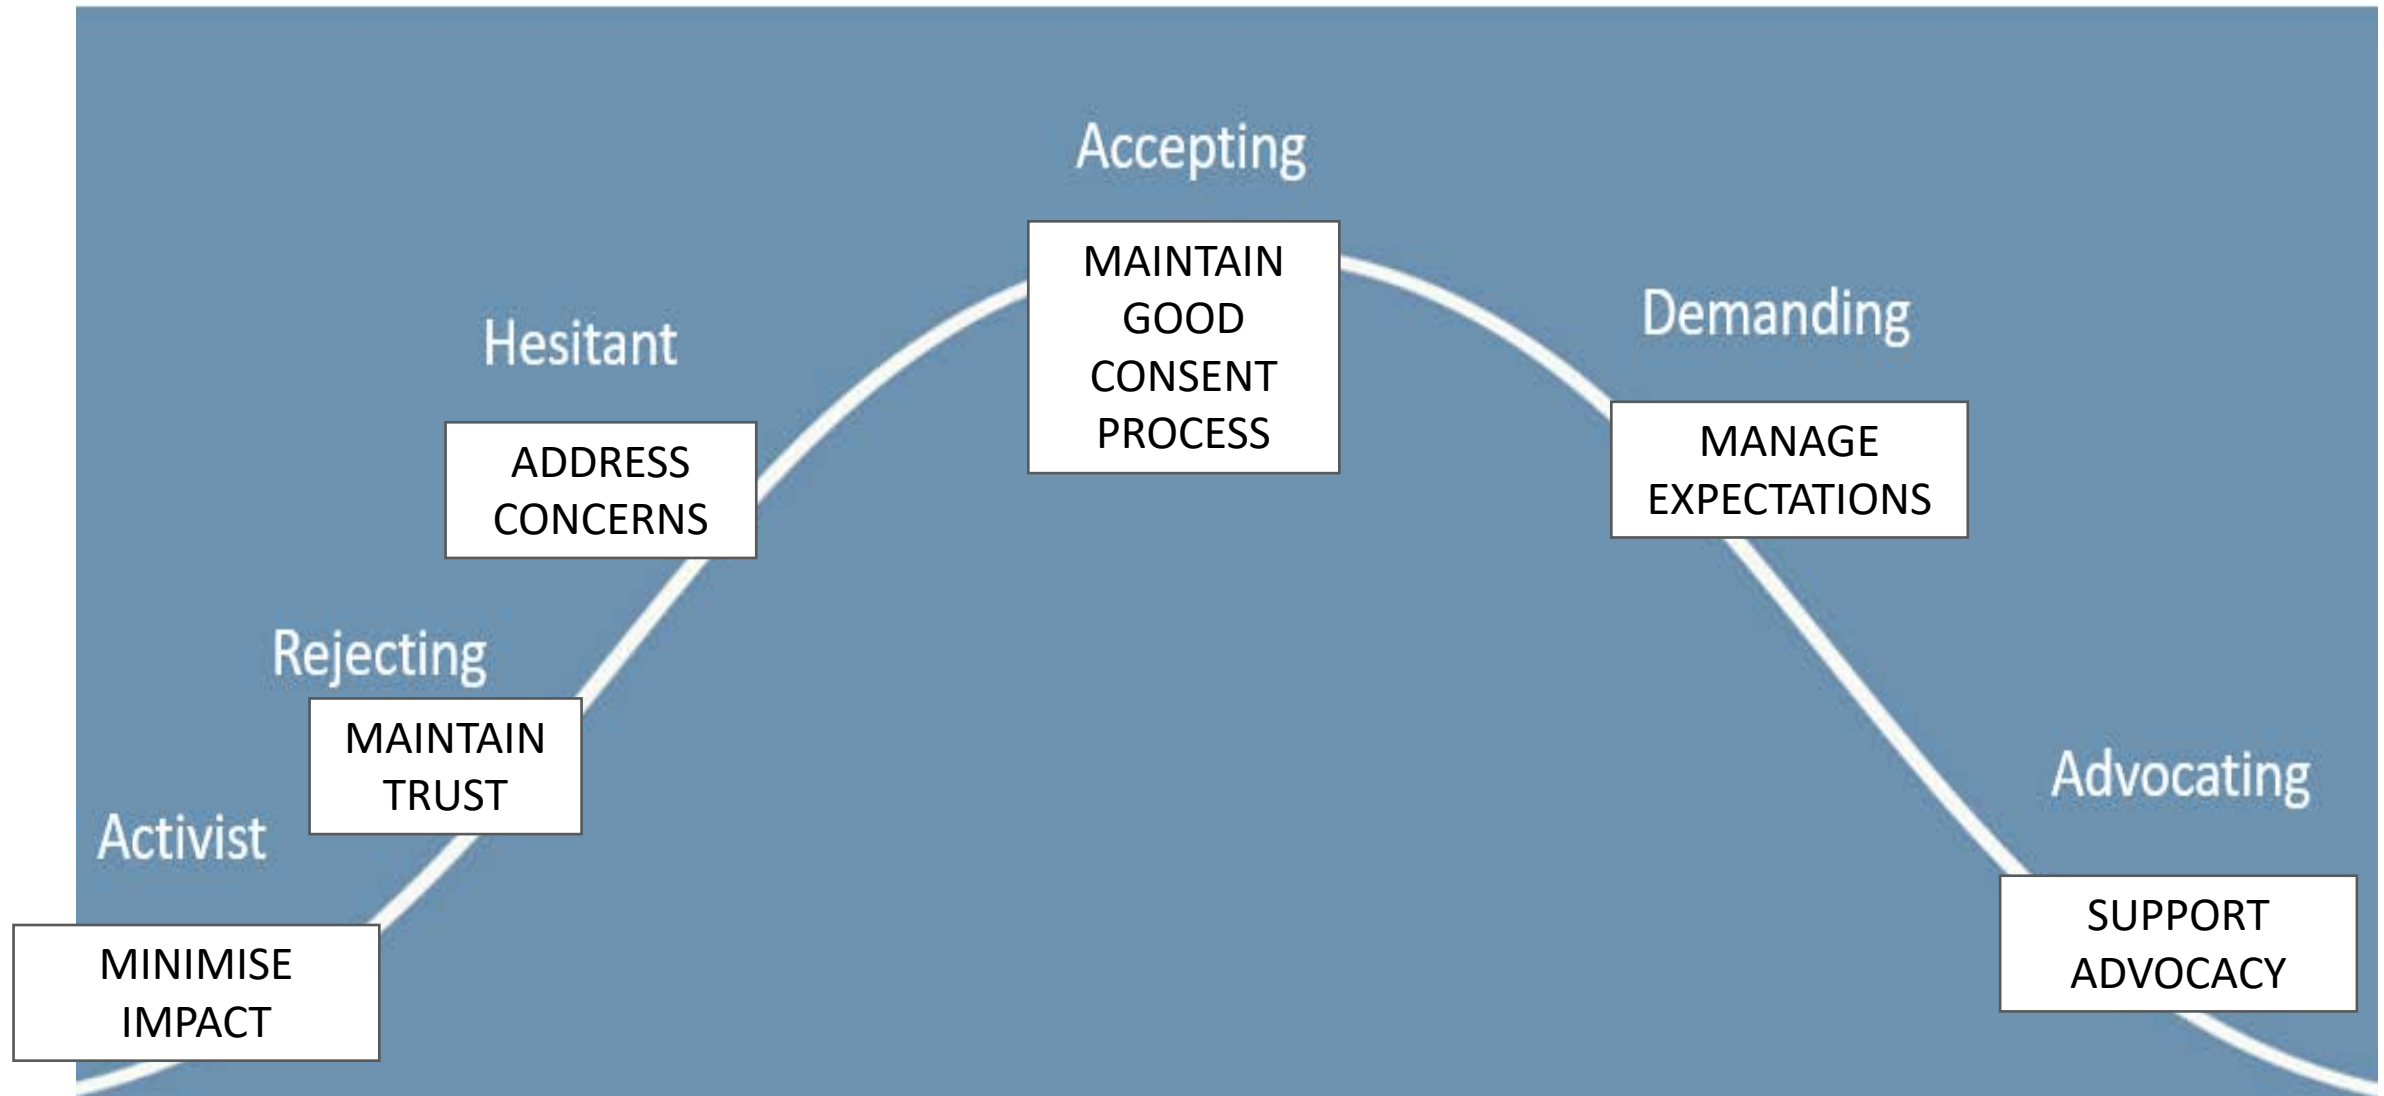 Accepting
MAINTAIN
GOOD
CONSENT
PROCESS
Demanding
MANAGE
EXPECTATIONS
Hesitant
ADDRESS
CONCERNS
Rejecting
MAINTAIN
TRUST
Activist
MINIMISE
IMPACT
Advocating
SUPPORT
ADVOCACY